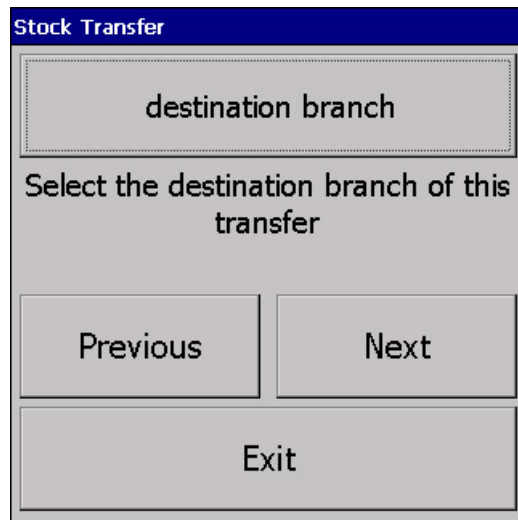 Stock Transfer
destination branch
Select the destination branch of this
transfer
Previous
Next
Exit